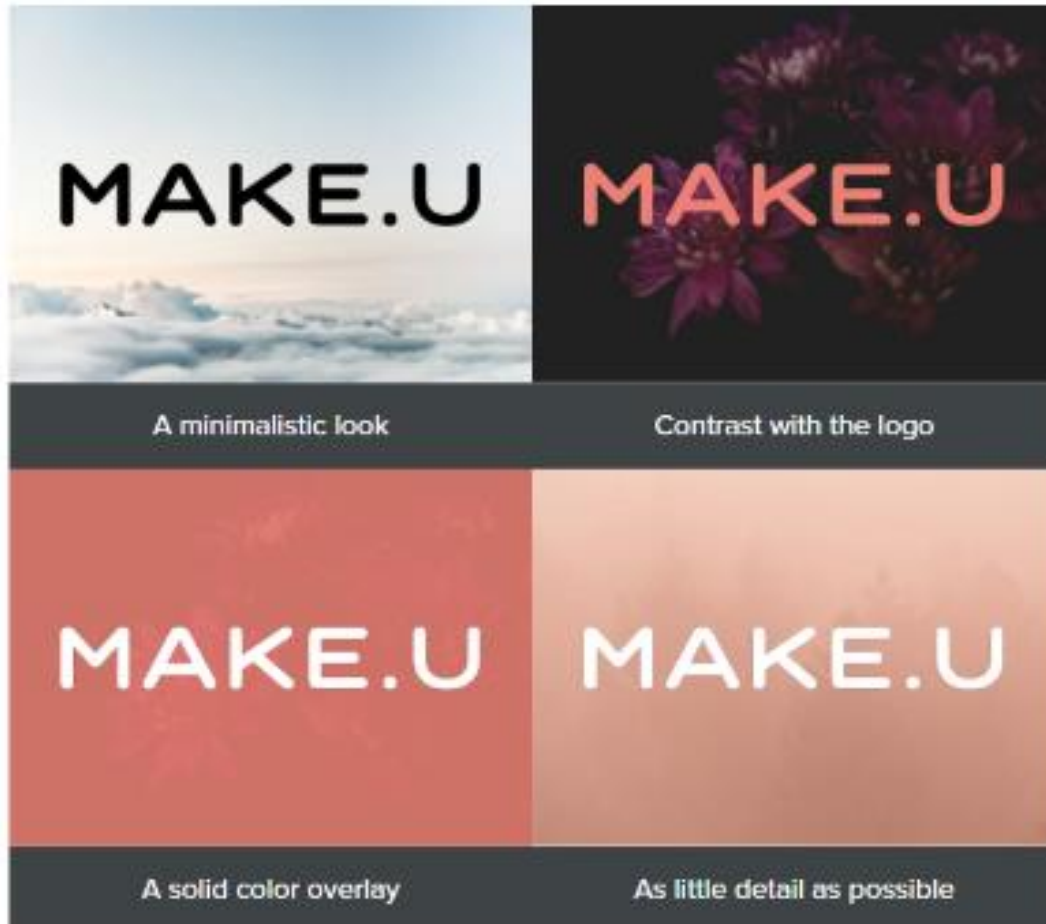 MAKE.U
MAKE.U
A minimalistic look
Contrast with the logo
MAKE.U
MAKE.U
A solid color overlay
As little detail as possible